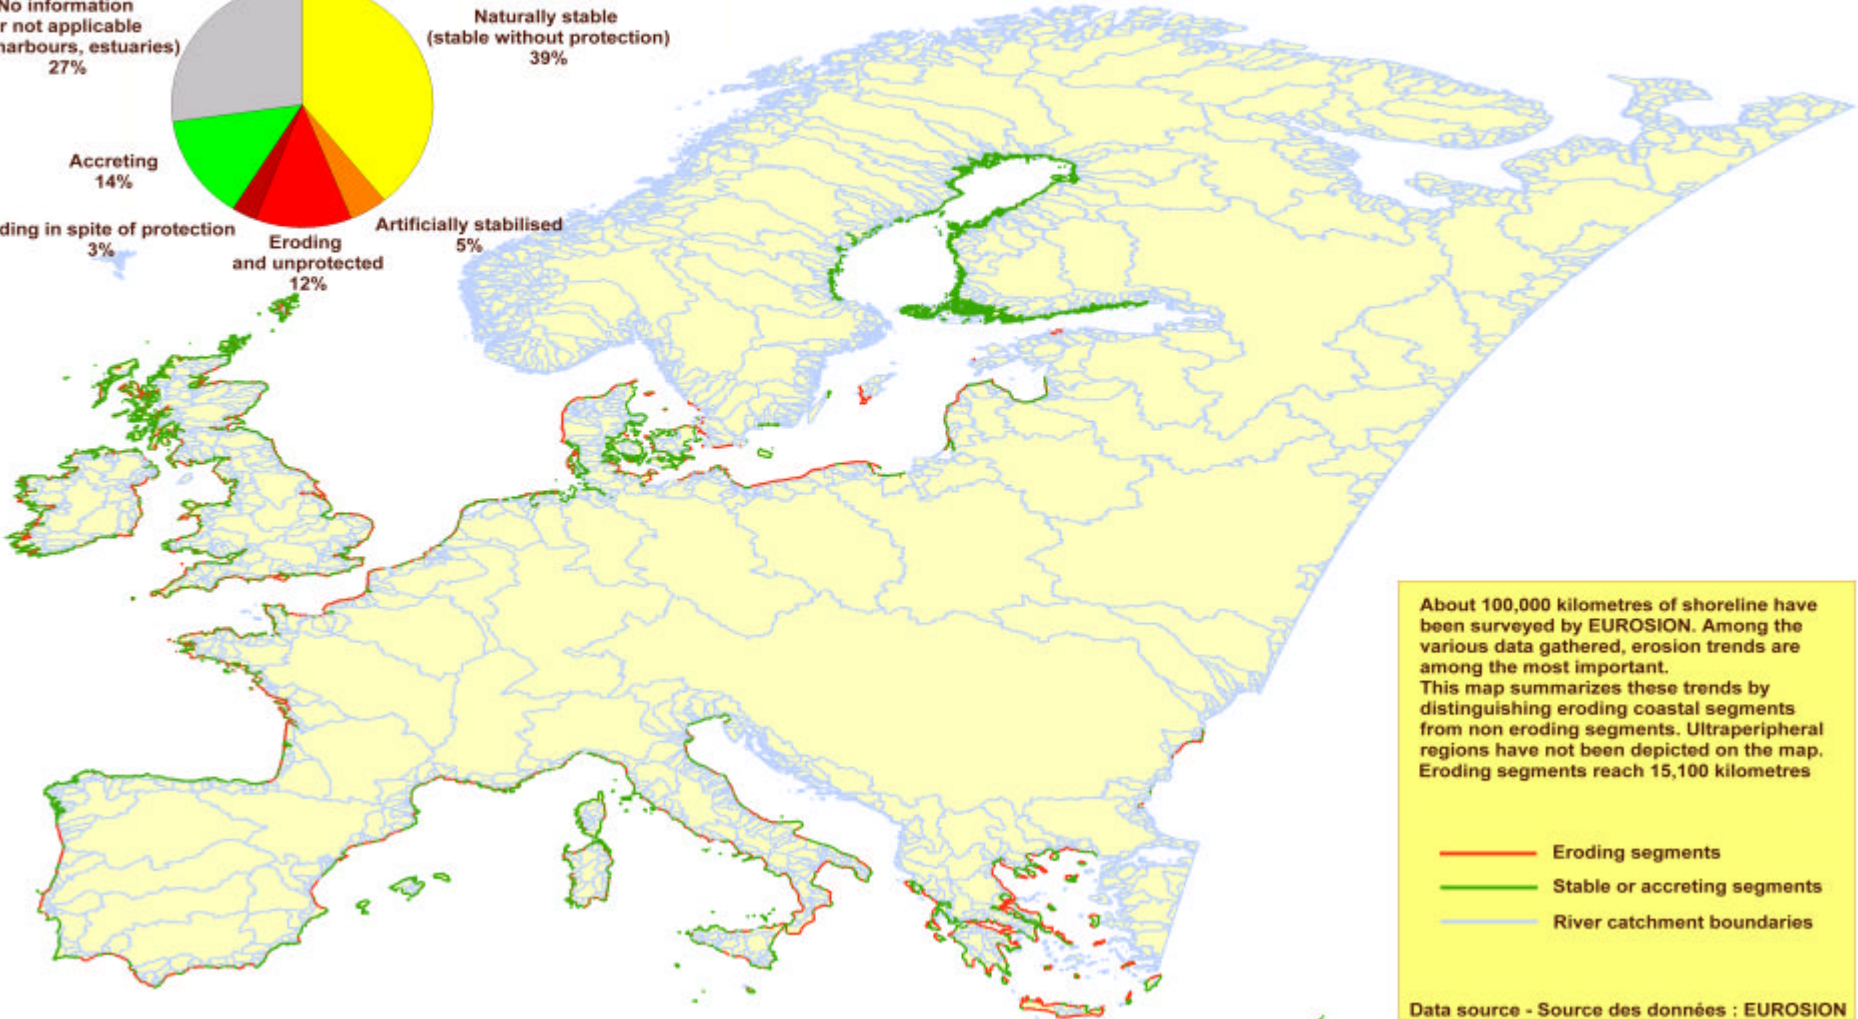 No information
r not applicable
harbours, estuaries)
27%
Naturally stable
(stable without protection)
39%
Accreting
14%
ding in spite of protection
3%
Eroding
and unprotected
12%
Artificially stabilised
5%
About 100,000 kilometres of shoreline have
been surveyed by EUROSION. Among the
various data gathered, erosion trends are
among the most important.
This map summarizes these trends by
distinguishing eroding coastal segments
from non eroding segments. Ultraperipheral
regions have not been depicted on the map.
Eroding segments reach 15,100 kilometres
Eroding segments
Stable or accreting segments
River catchment boundaries
Data source - Source des données : EUROSION